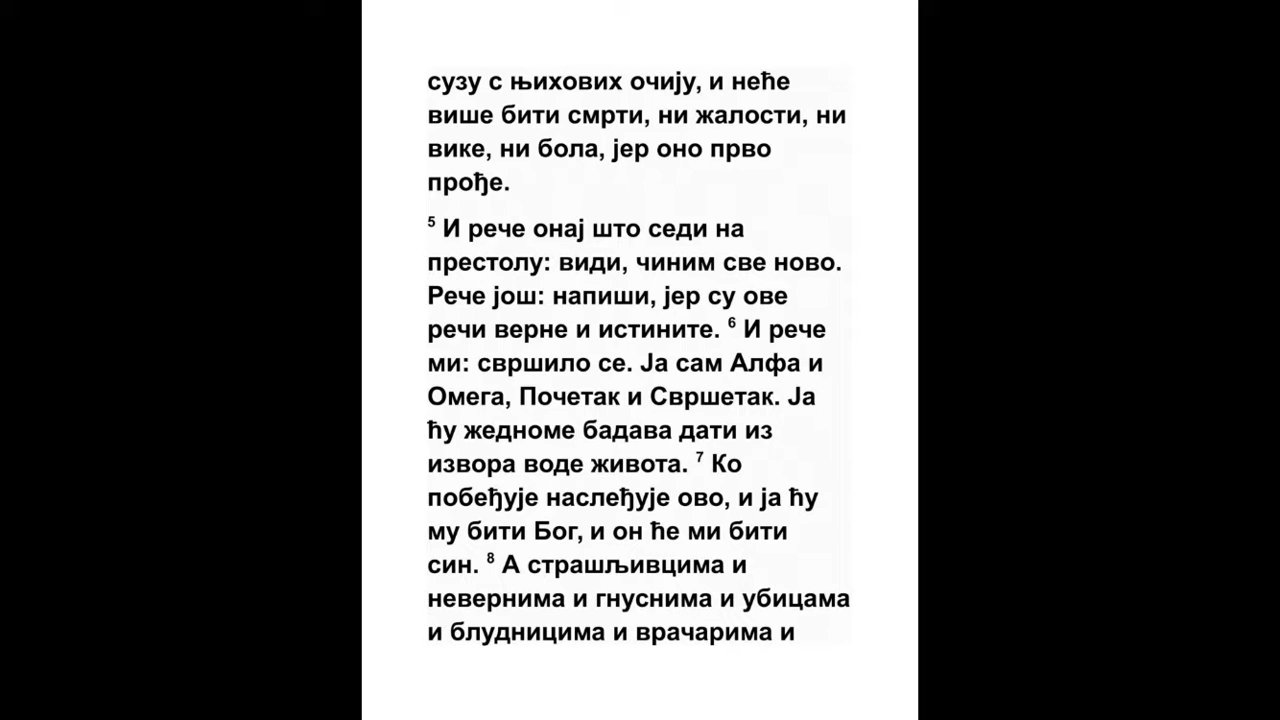 сузу с њихових очију, и неће
више бити смрти, ни жалости, ни
вике, ни бола, јер оно прво
прође.
⁵ И рече онај што седи на
престолу: види, чиним све ново.
Рече још: напиши, јер су ове
речи верне и истините. ⁶ И рече
ми: свршило се. Ја сам Алфа и
Омега, Почетак и Свршетак. Ја
ћу жедноме бадава дати из
извора воде живота. ⁷ Ко
побеђује наслеђује ово, и ја ћу
му бити Бог, и он ће ми бити
син. ⁸ А страшљивцима и
невернима и гнуснима и убицама
и блудницима и врачарима и